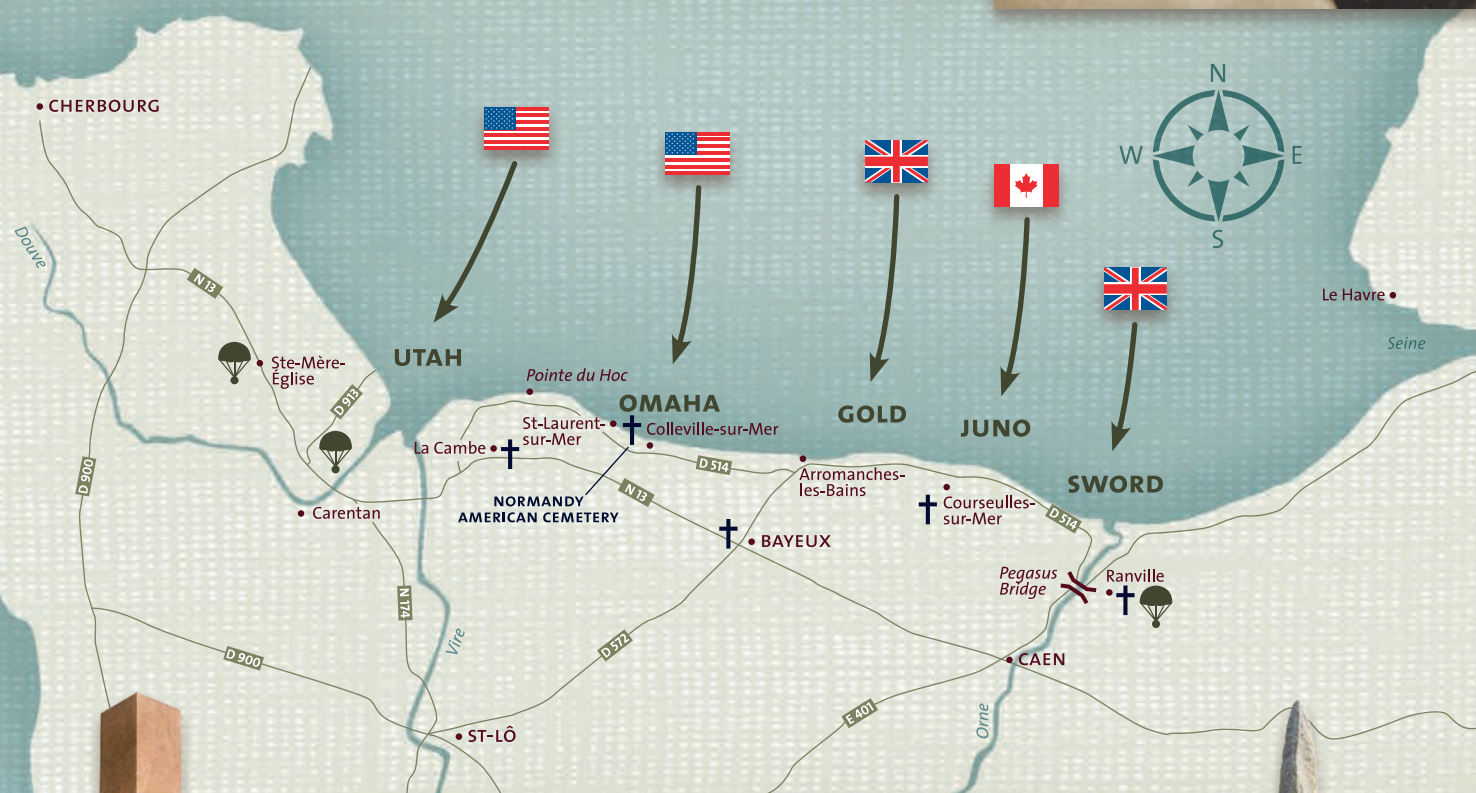 N
W
E
S
CHERBOURG
Douve
N 13
Le Havre
Seine
UTAH
Ste-Mère-
Église
Pointe du Hoc
D 913
OMAHA
GOLD
JUNO
St-Laurent-
sur-Mer
Colleville-sur-Mer
La Cambe
D 900
D 514
Arromanches-
les-Bains
SWORD
NORMANDY
AMERICAN CEMETERY
N 13
Courseulles-
sur-Mer
D 514
Carentan
BAYEUX
Pegasus
Bridge
Ranville
N 174
Vire
D 572
D 900
CAEN
E 401
Orne
ST-LÔ